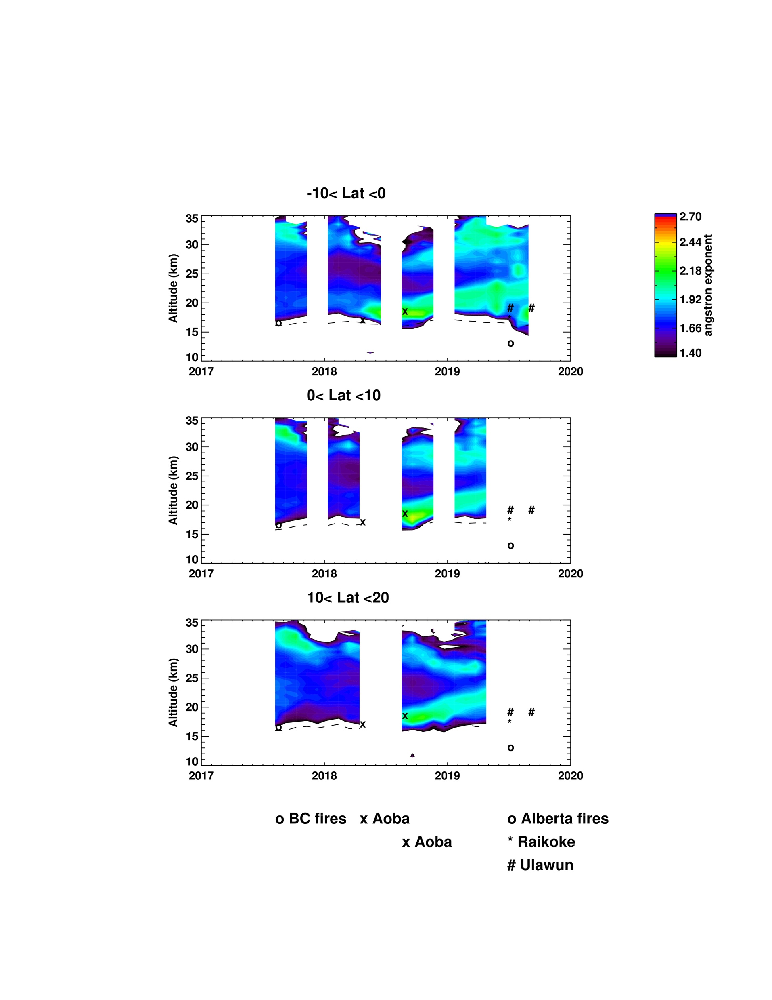 -10< Lat <0
35
30
25
20
15
10
Altitude (km)
2017 2018 2019 2020
o x x # # * o
2.70
2.44
2.18
1.92
1.66
1.40
angstron exponent
0< Lat <10
35
30
25
20
15
10
Altitude (km)
2017 2018 2019 2020
o x x # # * o
10< Lat <20
35
30
25
20
15
10
Altitude (km)
2017 2018 2019 2020
o x x # # * o
o BC fires x Aoba o Alberta fires
x Aoba * Raikoke
# Ulawun